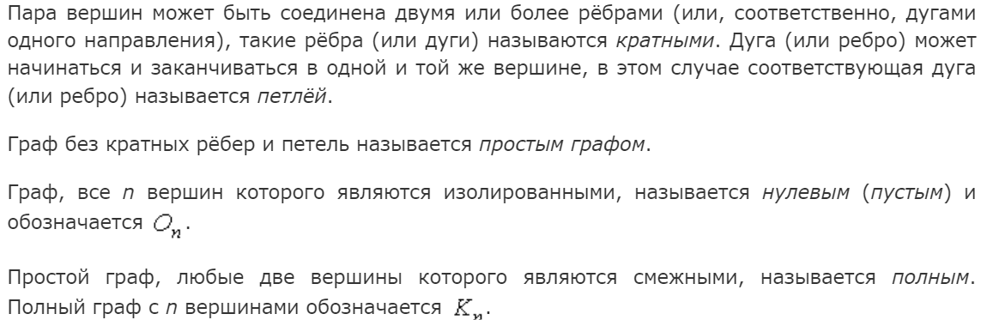 Пара вершин может быть соединена двумя или более рёбрами (или, соответственно, дугами
одного направления), такие рёбра (или дуги) называются кратными. Дуга (или ребро) может
начинаться и заканчиваться в одной и той же вершине, в этом случае соответствующая дуга
(или ребро) называется петлёй.
Граф без кратных рёбер и петель называется простым графом.
Граф, все n вершин которого являются изолированными, называется нулевым (пустым) и
обозначается Oₙ.
Простой граф, любые две вершины которого являются смежными, называется полным.
Полный граф с n вершинами обозначается Kₙ.